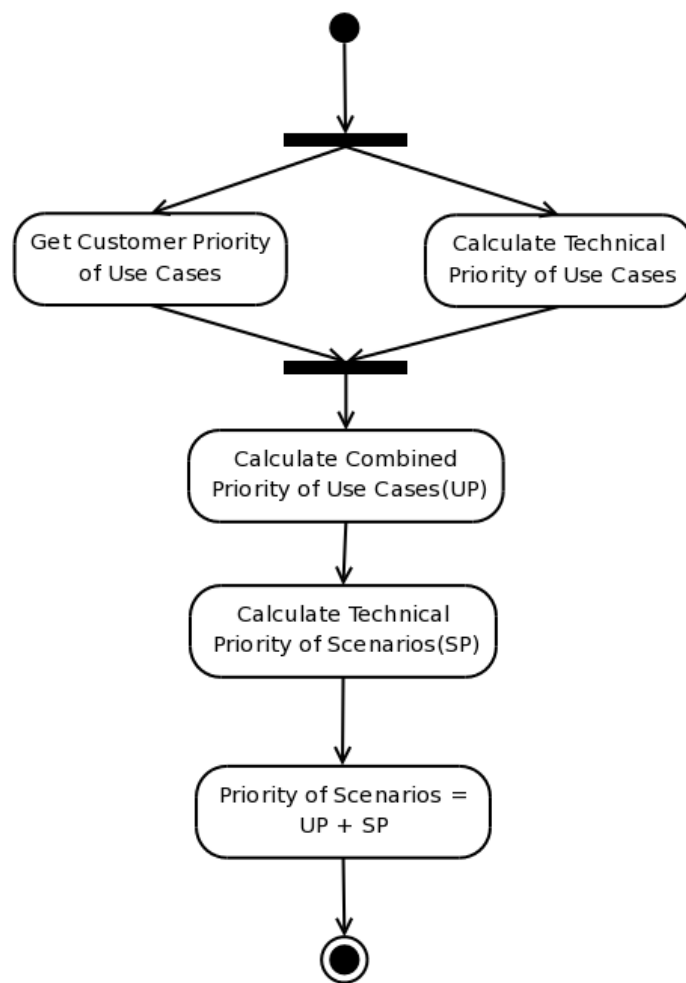 Get Customer Priority
of Use Cases
Calculate Technical
Priority of Use Cases
Calculate Combined
Priority of Use Cases(UP)
Calculate Technical
Priority of Scenarios(SP)
Priority of Scenarios =
UP + SP